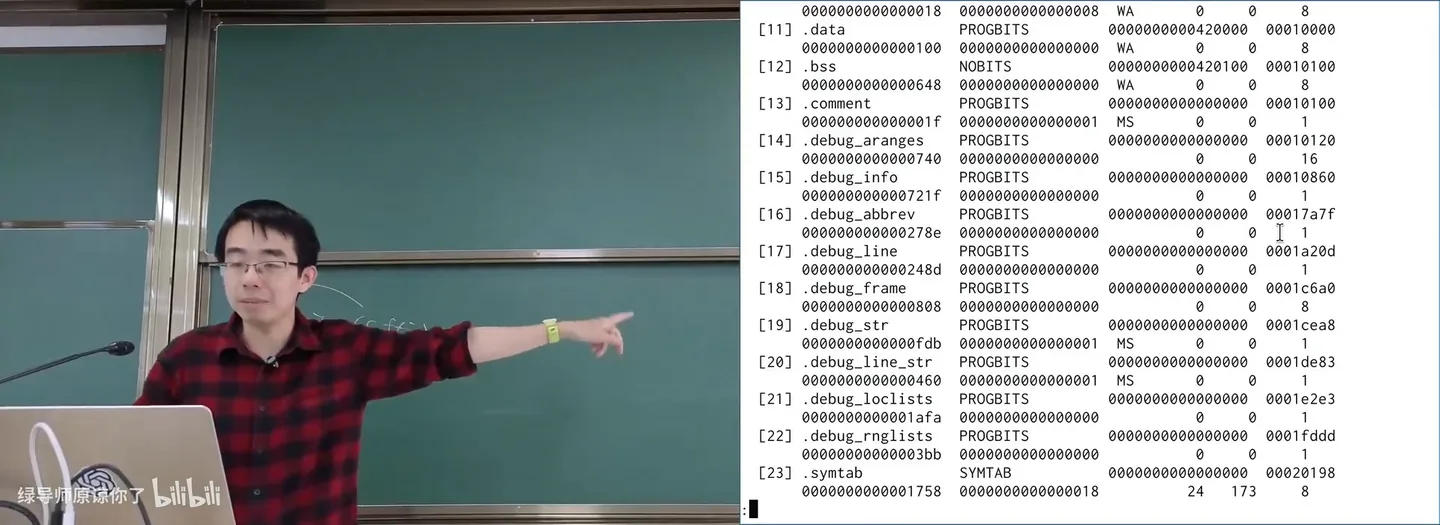 0000000000000018 0000000000000008 WA 0 0 8
[11] .data PROGBITS 0000000000420000 00010000
0000000000000100 0000000000000000 WA 0 0 8
[12] .bss NOBITS 0000000000420100 00010100
0000000000000648 0000000000000000 WA 0 0 8
[13] .comment PROGBITS 0000000000000000 00010100
000000000000001f 0000000000000001 MS 0 0 1
[14] .debug_aranges PROGBITS 0000000000000000 00010120
0000000000000740 0000000000000000 0 0 16
[15] .debug_info PROGBITS 0000000000000000 00010860
000000000000721f 0000000000000000 0 0 1
[16] .debug_abbrev PROGBITS 0000000000000000 00017a7f
000000000000278e 0000000000000000 0 0 1
[17] .debug_line PROGBITS 0000000000000000 0001a20d
000000000000248d 0000000000000000 0 0 1
[18] .debug_frame PROGBITS 0000000000000000 0001c6a0
0000000000000808 0000000000000000 0 0 8
[19] .debug_str PROGBITS 0000000000000000 0001cea8
0000000000000fdb 0000000000000001 MS 0 0 1
[20] .debug_line_str PROGBITS 0000000000000000 0001de83
0000000000000460 0000000000000001 MS 0 0 1
[21] .debug_loclists PROGBITS 0000000000000000 0001e2e3
0000000000001afa 0000000000000000 0 0 1
[22] .debug_rnglists PROGBITS 0000000000000000 0001fddd
00000000000003bb 0000000000000000 0 0 1
[23] .symtab SYMTAB 0000000000000000 00020198
0000000000001758 0000000000000018 24 173 8
:
绿导师原谅你了 bilibili